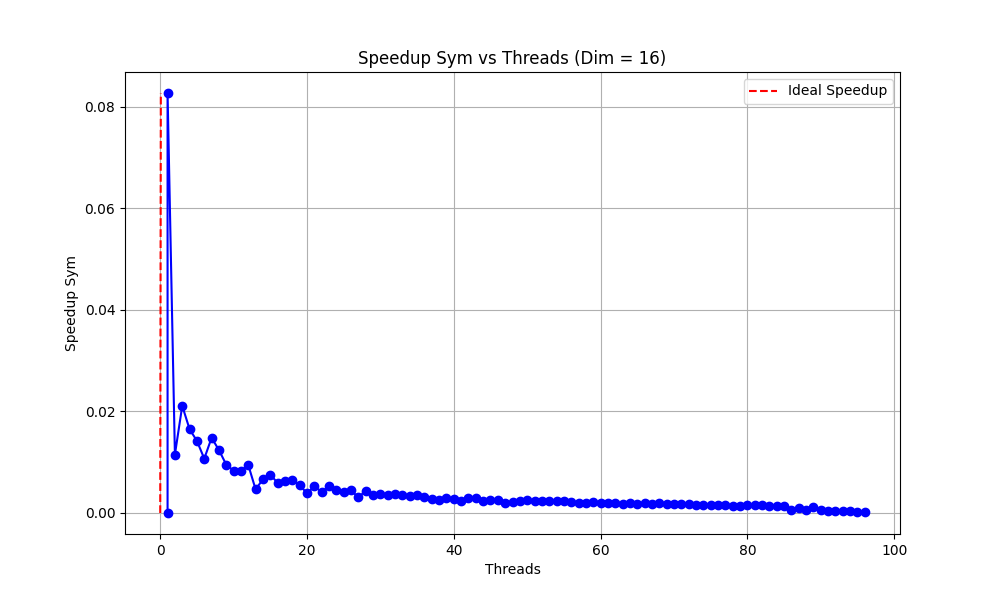 Speedup Sym vs Threads (Dim = 16)
Ideal Speedup
Speedup Sym
0.08
0.06
0.04
0.02
0.00
0 20 40 60 80 100
Threads